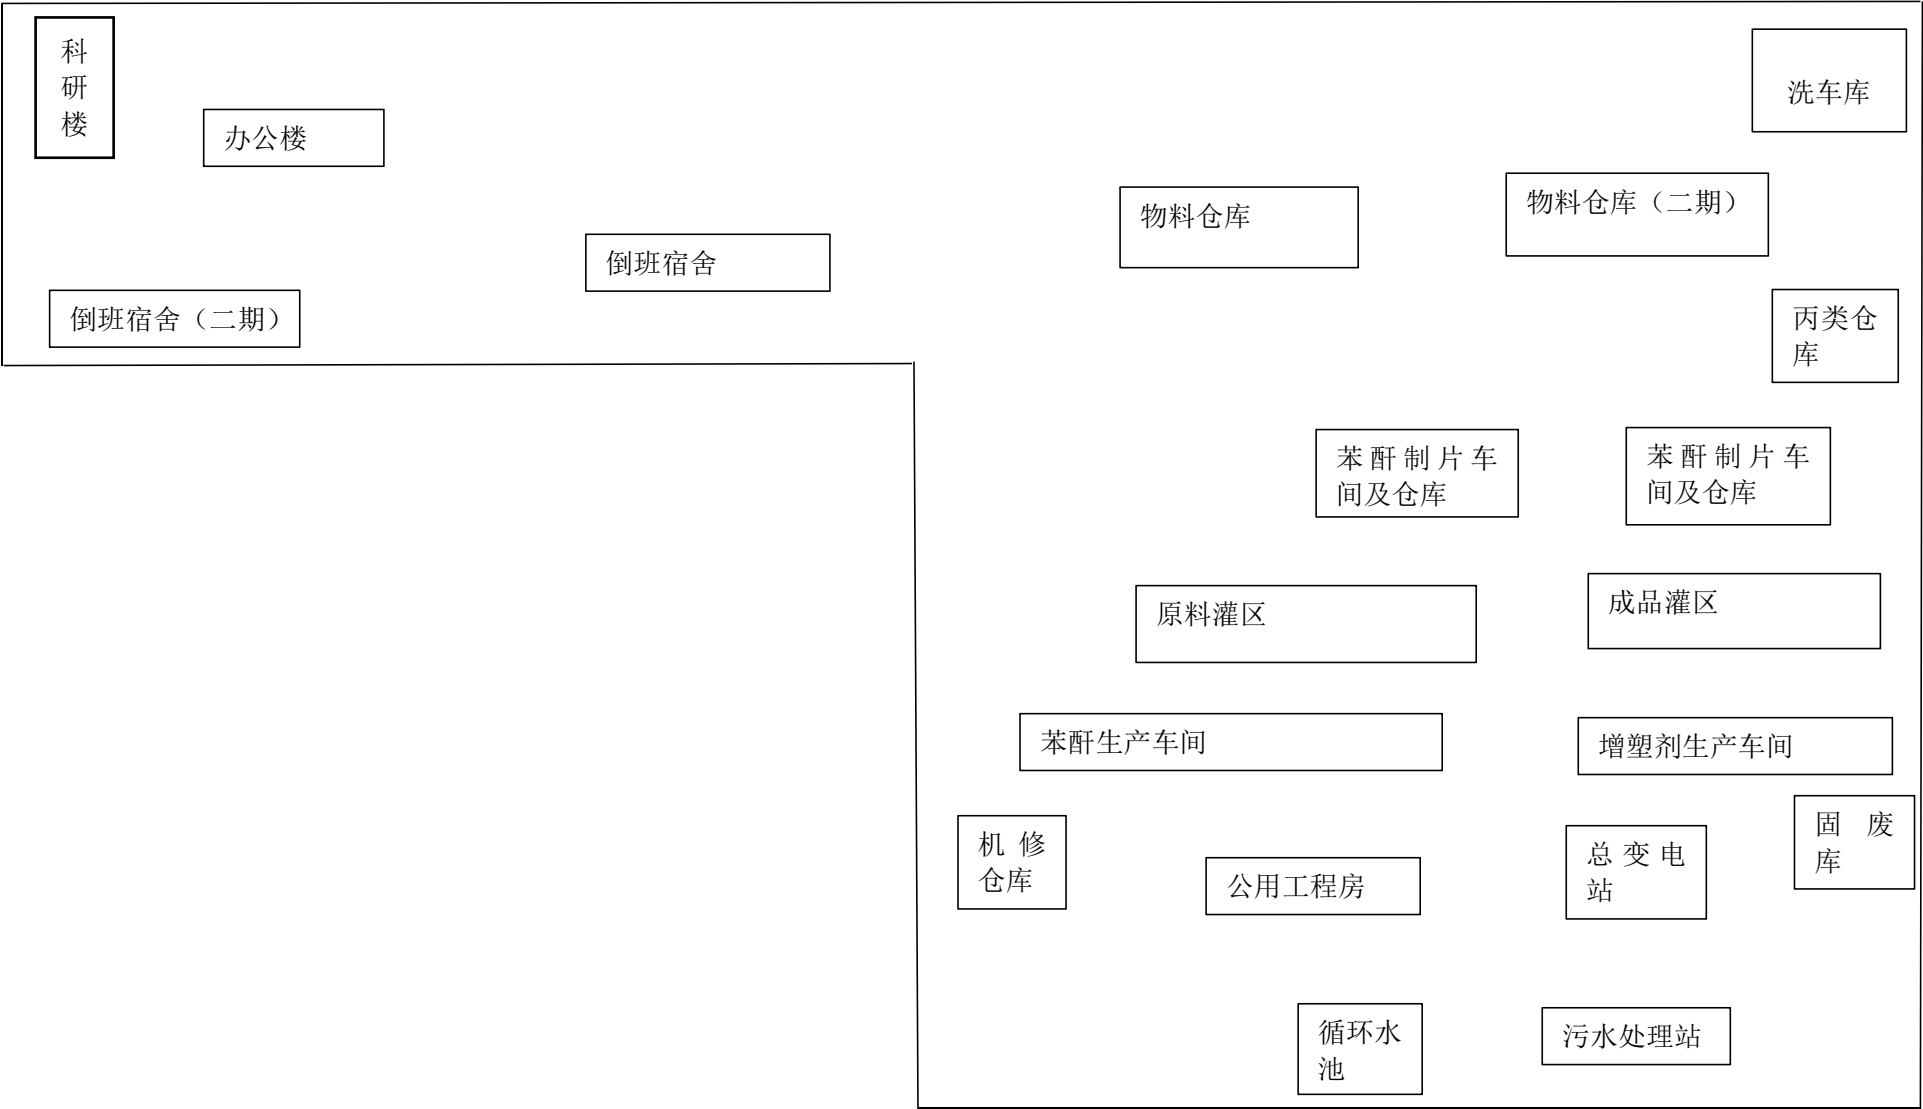 科
研
楼
办公楼
洗车库
物料仓库
物料仓库（二期）
倒班宿舍
倒班宿舍（二期）
丙类仓
库
苯酐制片车
间及仓库
苯酐制片车
间及仓库
原料灌区
成品灌区
苯酐生产车间
增塑剂生产车间
机修
仓库
公用工程房
总变电
站
固废
库
循环水
池
污水处理站